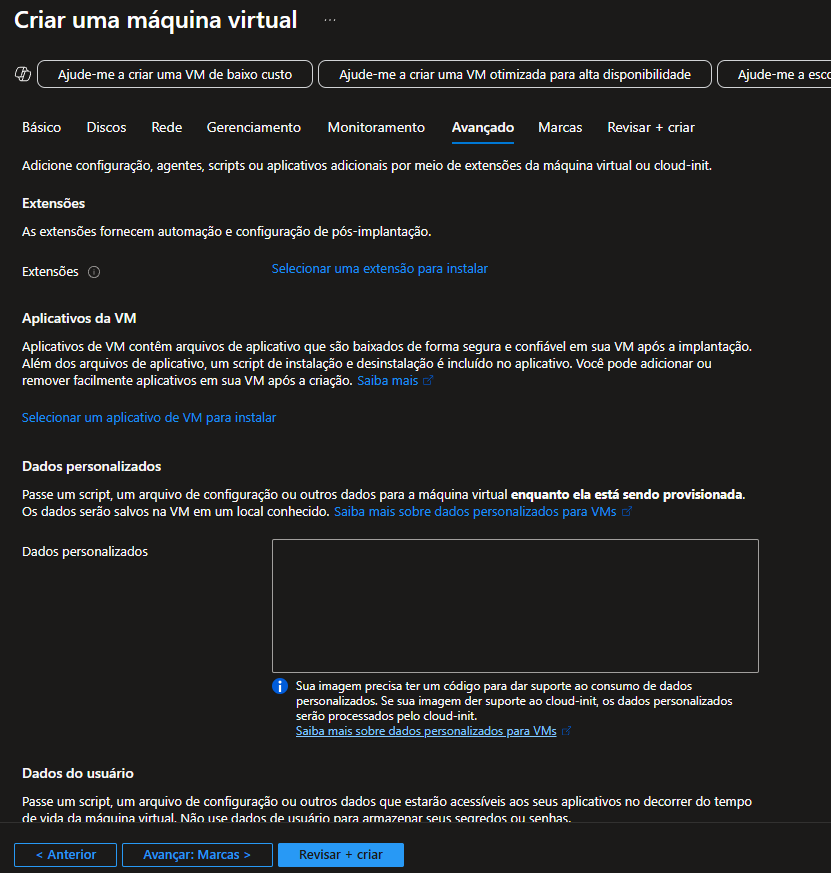 Criar uma máquina virtual ...
Ajude-me a criar uma VM de baixo custo
Ajude-me a criar uma VM otimizada para alta disponibilidade
Ajude-me a esco
Básico Discos Rede Gerenciamento Monitoramento Avançado Marcas Revisar + criar
Adicione configuração, agentes, scripts ou aplicativos adicionais por meio de extensões da máquina virtual ou cloud-init.
Extensões
As extensões fornecem automação e configuração de pós-implantação.
Extensões
Selecionar uma extensão para instalar
Aplicativos da VM
Aplicativos de VM contêm arquivos de aplicativo que são baixados de forma segura e confiável em sua VM após a implantação.
Além dos arquivos de aplicativo, um script de instalação e desinstalação é incluído no aplicativo. Você pode adicionar ou
remover facilmente aplicativos em sua VM após a criação. Saiba mais
Selecionar um aplicativo de VM para instalar
Dados personalizados
Passe um script, um arquivo de configuração ou outros dados para a máquina virtual enquanto ela está sendo provisionada.
Os dados serão salvos na VM em um local conhecido. Saiba mais sobre dados personalizados para VMs
Dados personalizados
Sua imagem precisa ter um código para dar suporte ao consumo de dados
personalizados. Se sua imagem der suporte ao cloud-init, os dados personalizados
serão processados pelo cloud-init.
Saiba mais sobre dados personalizados para VMs
Dados do usuário
Passe um script, um arquivo de configuração ou outros dados que estarão acessíveis aos seus aplicativos no decorrer do tempo
de vida da máquina virtual. Não use dados de usuário para armazenar seus segredos ou senhas.
< Anterior
Avançar: Marcas >
Revisar + criar